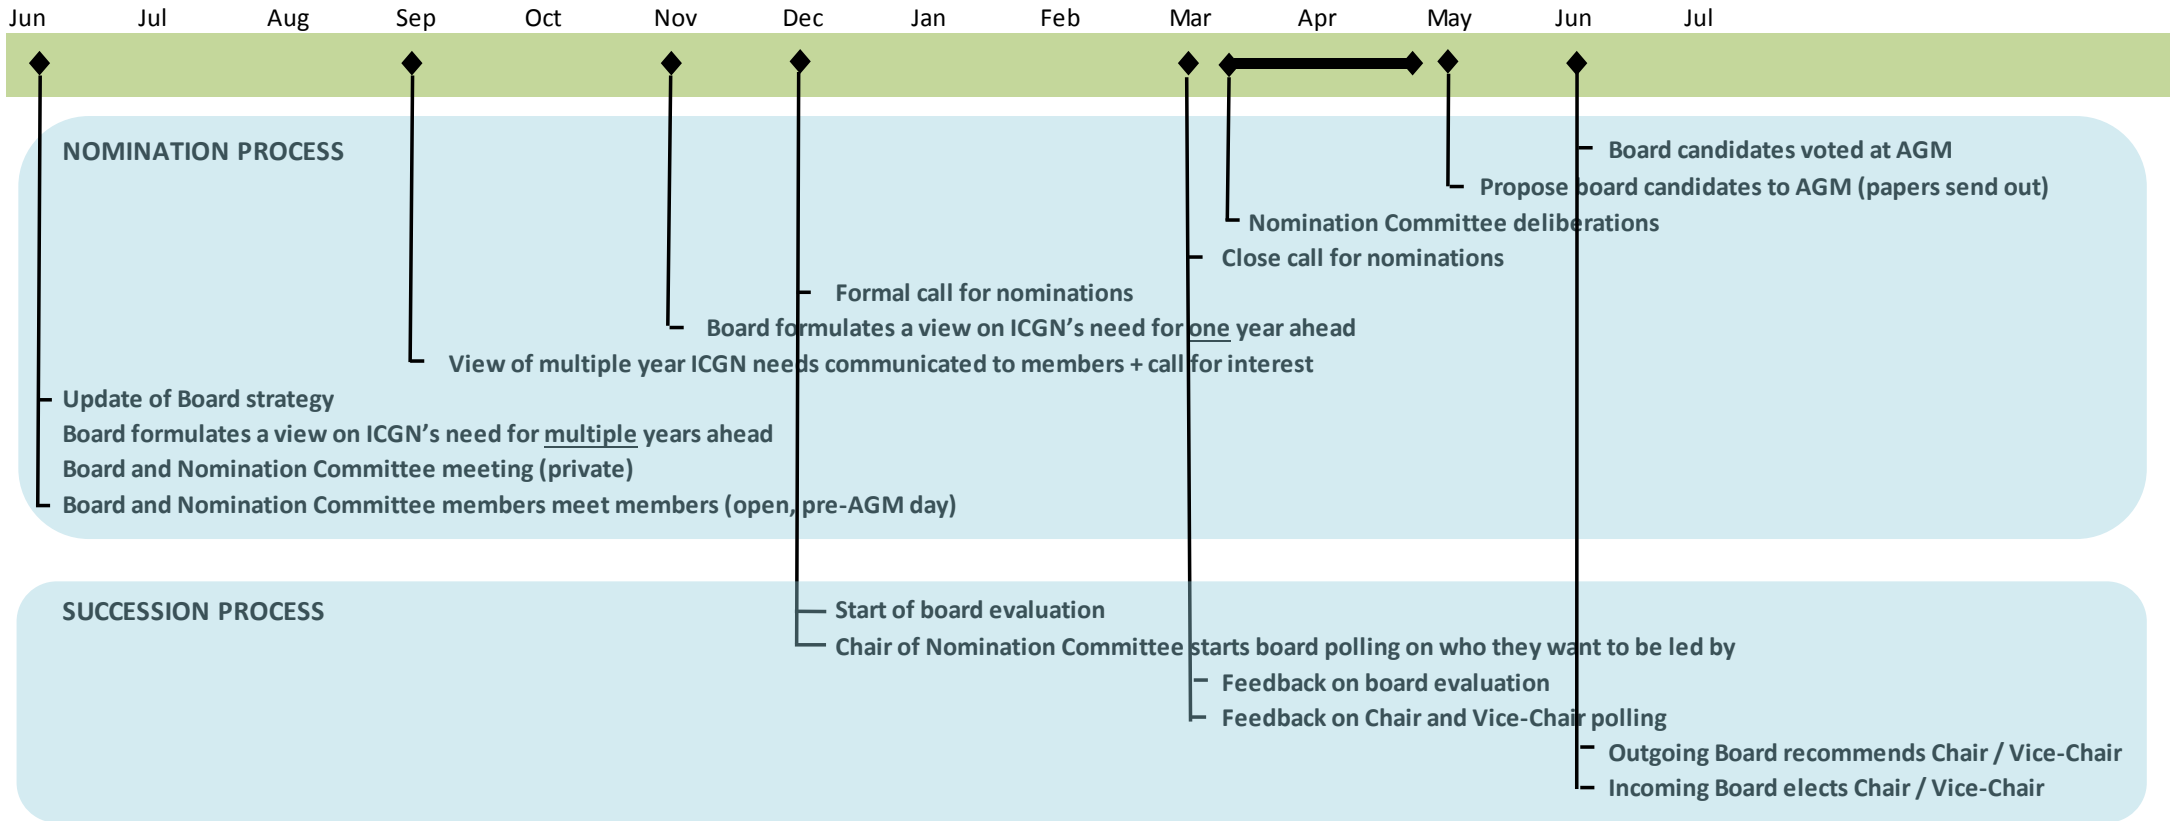 Jun Jul Aug Sep Oct Nov Dec Jan Feb Mar Apr May Jun Jul
NOMINATION PROCESS
Board candidates voted at AGM
Propose board candidates to AGM (papers send out)
Nomination Committee deliberations
Close call for nominations
Formal call for nominations
Board formulates a view on ICGN’s need for one year ahead
View of multiple year ICGN needs communicated to members + call for interest
Update of Board strategy
Board formulates a view on ICGN’s need for multiple years ahead
Board and Nomination Committee meeting (private)
Board and Nomination Committee members meet members (open, pre-AGM day)
SUCCESSION PROCESS
Start of board evaluation
Chair of Nomination Committee starts board polling on who they want to be led by
Feedback on board evaluation
Feedback on Chair and Vice-Chair polling
Outgoing Board recommends Chair / Vice-Chair
Incoming Board elects Chair / Vice-Chair